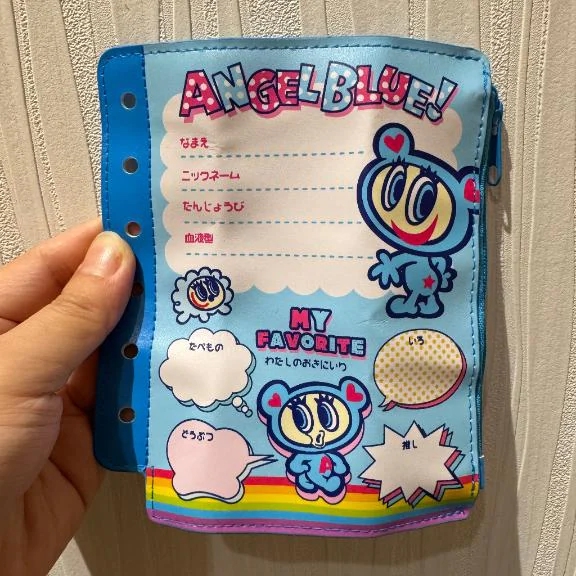 ANGELBLUE!
なまえ
ニックネーム
たんじょうび
血液型
MY
FAVORITE
わたしのおきにいり
たべもの
いろ
どうぶつ
推し
A